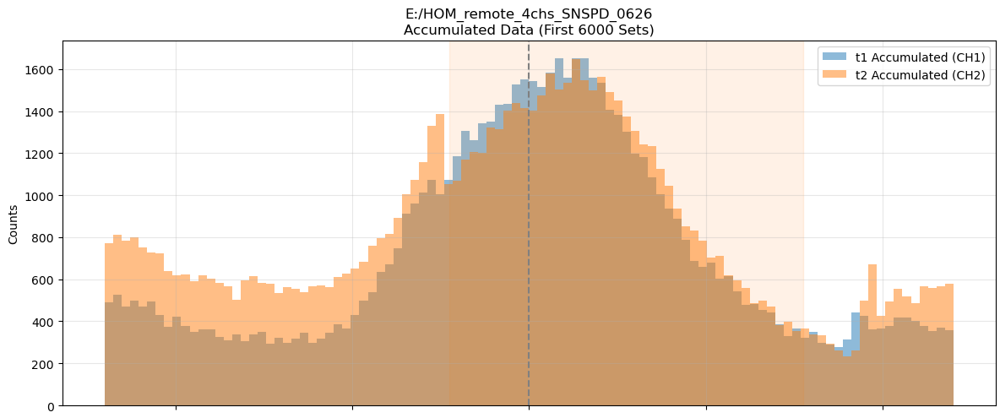 E:/HOM_remote_4chs_SNSPD_0626
Accumulated Data (First 6000 Sets)
t1 Accumulated (CH1)
t2 Accumulated (CH2)
1600
1400
1200
1000
800
600
400
200
0
Counts